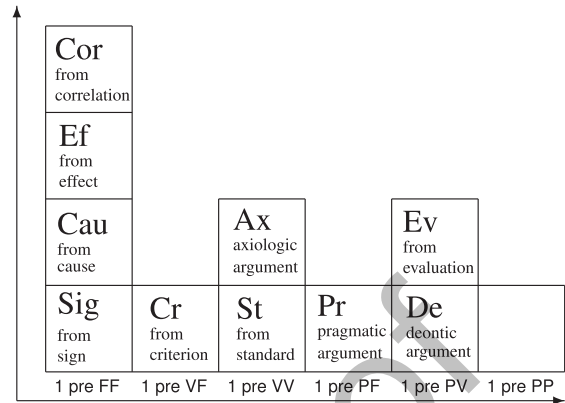 Cor
from
correlation
Ef
from
effect
Cau
from
cause
Ax
axiologic
argument
Ev
from
evaluation
Sig
from
sign
Cr
from
criterion
St
from
standard
Pr
pragmatic
argument
De
deontic
argument
1 pre FF 1 pre VF 1 pre VV 1 pre PF 1 pre PV 1 pre PP